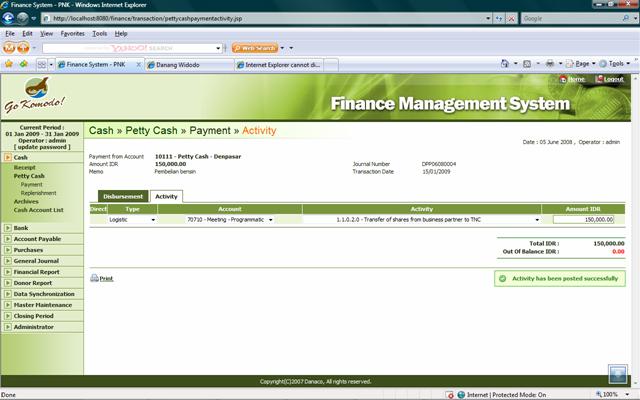 Finance System - PNK - Windows Internet Explorer
http://localhost:8080/finance/transaction/pettycashpaymentactivity.jsp
Google
File Edit View Favorites Tools Help
YAHOO! SEARCH Web Search
Finance System - PNK Danang Widodo Internet Explorer cannot di... Page Tools
Go Komodo!
Home Logout
Finance Management System
Current Period :
01 Jan 2009 - 31 Jan 2009
Operator : admin
[ update password ]
Cash » Petty Cash » Payment » Activity
Date : 05 June 2008 , Operator : admin
Cash
Receipt
Petty Cash
Payment
Replenishment
Archives
Cash Account List
Bank
Account Payable
Purchases
General Journal
Financial Report
Donor Report
Data Synchronization
Master Maintenance
Closing Period
Administrator
Payment from Account 10111 - Petty Cash - Denpasar
Amount IDR 150,000.00 Journal Number DPP06080004
Memo Pembelian bensin Transaction Date 15/01/2009
Disbursement Activity
Direct Type Account Activity Amount IDR
Logistic 70710 - Meeting - Programmatic 1.1.0.2.0 - Transfer of shares from business partner to TNC 150,000.00
Total IDR : 150,000.00
Out Of Balance IDR : 0.00
Print Activity has been posted successfully
Copyright(C)2007 Danaco, All rights reserved.
Done Internet | Protected Mode: On 100%